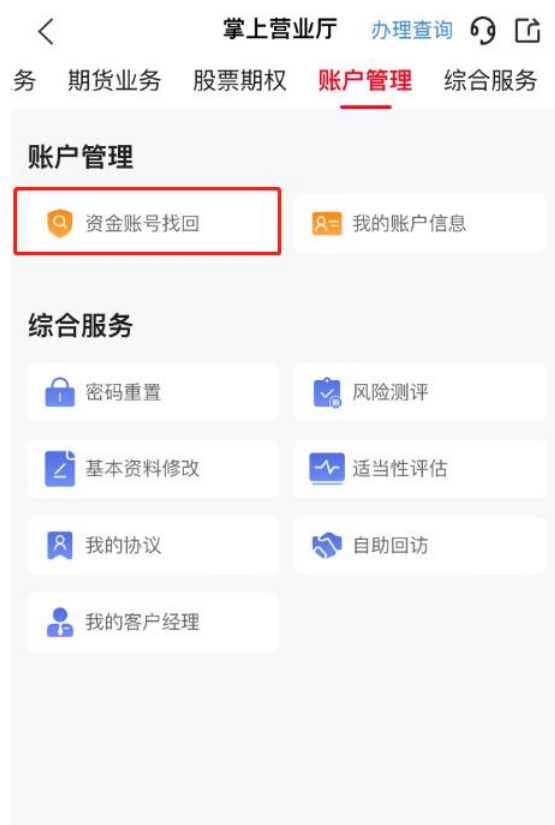 掌上营业厅 办理查询
务 期货业务 股票期权 账户管理 综合服务
账户管理
资金账号找回 我的账户信息
综合服务
密码重置 风险测评
基本资料修改 适当性评估
我的协议 自助回访
我的客户经理